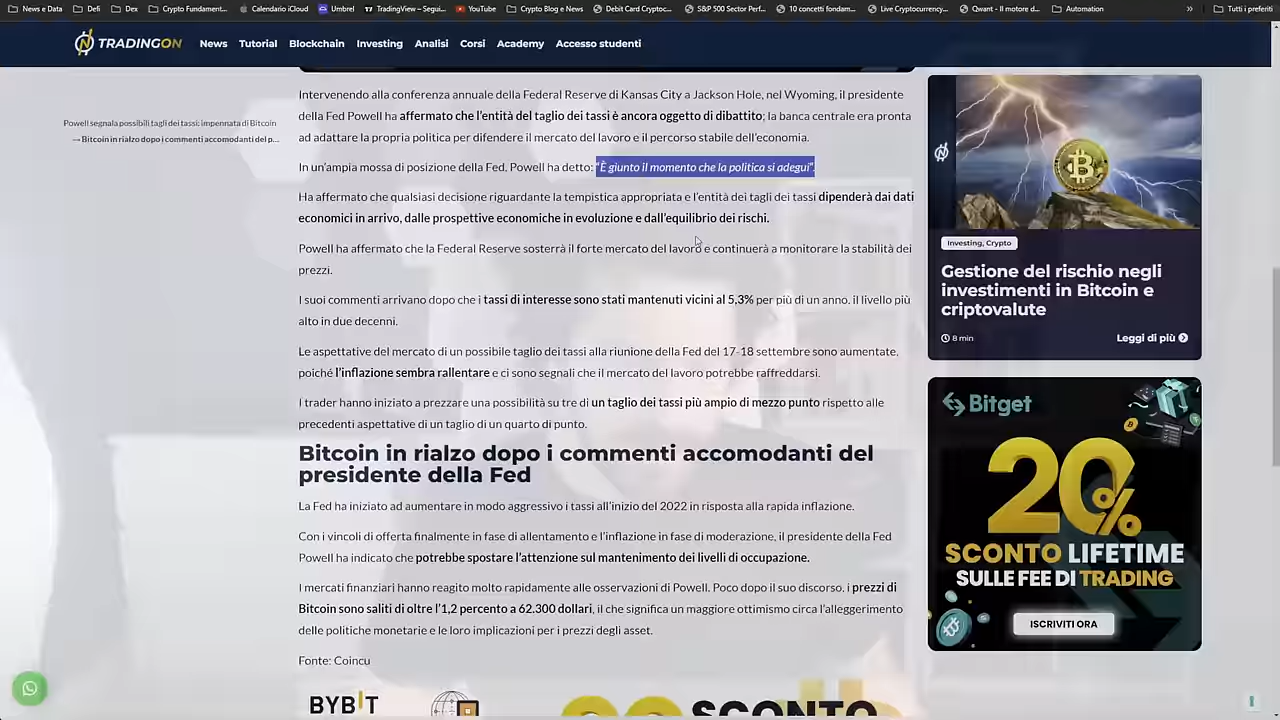 News e Data
Defi
Dex
Crypto Fundament...
Calendario iCloud
Umbrel
TradingView – Segui...
YouTube
Crypto Blog e News
Debit Card Cryptoc...
S&P 500 Sector Perf...
10 concetti fondam...
Live Cryptocurrency...
Qwant - Il motore d...
Automation
»
Tutti i preferiti
TRADINGON
News
Tutorial
Blockchain
Investing
Analisi
Corsi
Academy
Accesso studenti
Powell segnala possibili tagli dei tassi: impennata di Bitcoin
→ Bitcoin in rialzo dopo i commenti accomodanti del p...
Intervenendo alla conferenza annuale della Federal Reserve di Kansas City a Jackson Hole, nel Wyoming, il presidente
della Fed Powell ha affermato che l'entità del taglio dei tassi è ancora oggetto di dibattito; la banca centrale era pronta
ad adattare la propria politica per difendere il mercato del lavoro e il percorso stabile dell'economia.
In un'ampia mossa di posizione della Fed, Powell ha detto: "È giunto il momento che la politica si adegui".
Ha affermato che qualsiasi decisione riguardante la tempistica appropriata e l'entità dei tagli dei tassi dipenderà dai dati
economici in arrivo, dalle prospettive economiche in evoluzione e dall'equilibrio dei rischi.
Powell ha affermato che la Federal Reserve sosterrà il forte mercato del lavoro e continuerà a monitorare la stabilità dei
prezzi.
I suoi commenti arrivano dopo che i tassi di interesse sono stati mantenuti vicini al 5,3% per più di un anno, il livello più
alto in due decenni.
Le aspettative del mercato di un possibile taglio dei tassi alla riunione della Fed del 17-18 settembre sono aumentate,
poiché l'inflazione sembra rallentare e ci sono segnali che il mercato del lavoro potrebbe raffreddarsi.
I trader hanno iniziato a prezzare una possibilità su tre di un taglio dei tassi più ampio di mezzo punto rispetto alle
precedenti aspettative di un taglio di un quarto di punto.
Bitcoin in rialzo dopo i commenti accomodanti del
presidente della Fed
La Fed ha iniziato ad aumentare in modo aggressivo i tassi all'inizio del 2022 in risposta alla rapida inflazione.
Con i vincoli di offerta finalmente in fase di allentamento e l'inflazione in fase di moderazione, il presidente della Fed
Powell ha indicato che potrebbe spostare l'attenzione sul mantenimento dei livelli di occupazione.
I mercati finanziari hanno reagito molto rapidamente alle osservazioni di Powell. Poco dopo il suo discorso, i prezzi di
Bitcoin sono saliti di oltre l'1,2 percento a 62.300 dollari, il che significa un maggiore ottimismo circa l'alleggerimento
delle politiche monetarie e le loro implicazioni per i prezzi degli asset.
Fonte: Coincu
BYBIT
SCONTO
Investing, Crypto
Gestione del rischio negli
investimenti in Bitcoin e
criptovalute
8 min
Leggi di più
Bitget
20%
SCONTO LIFETIME
SULLE FEE DI TRADING
ISCRIVITI ORA